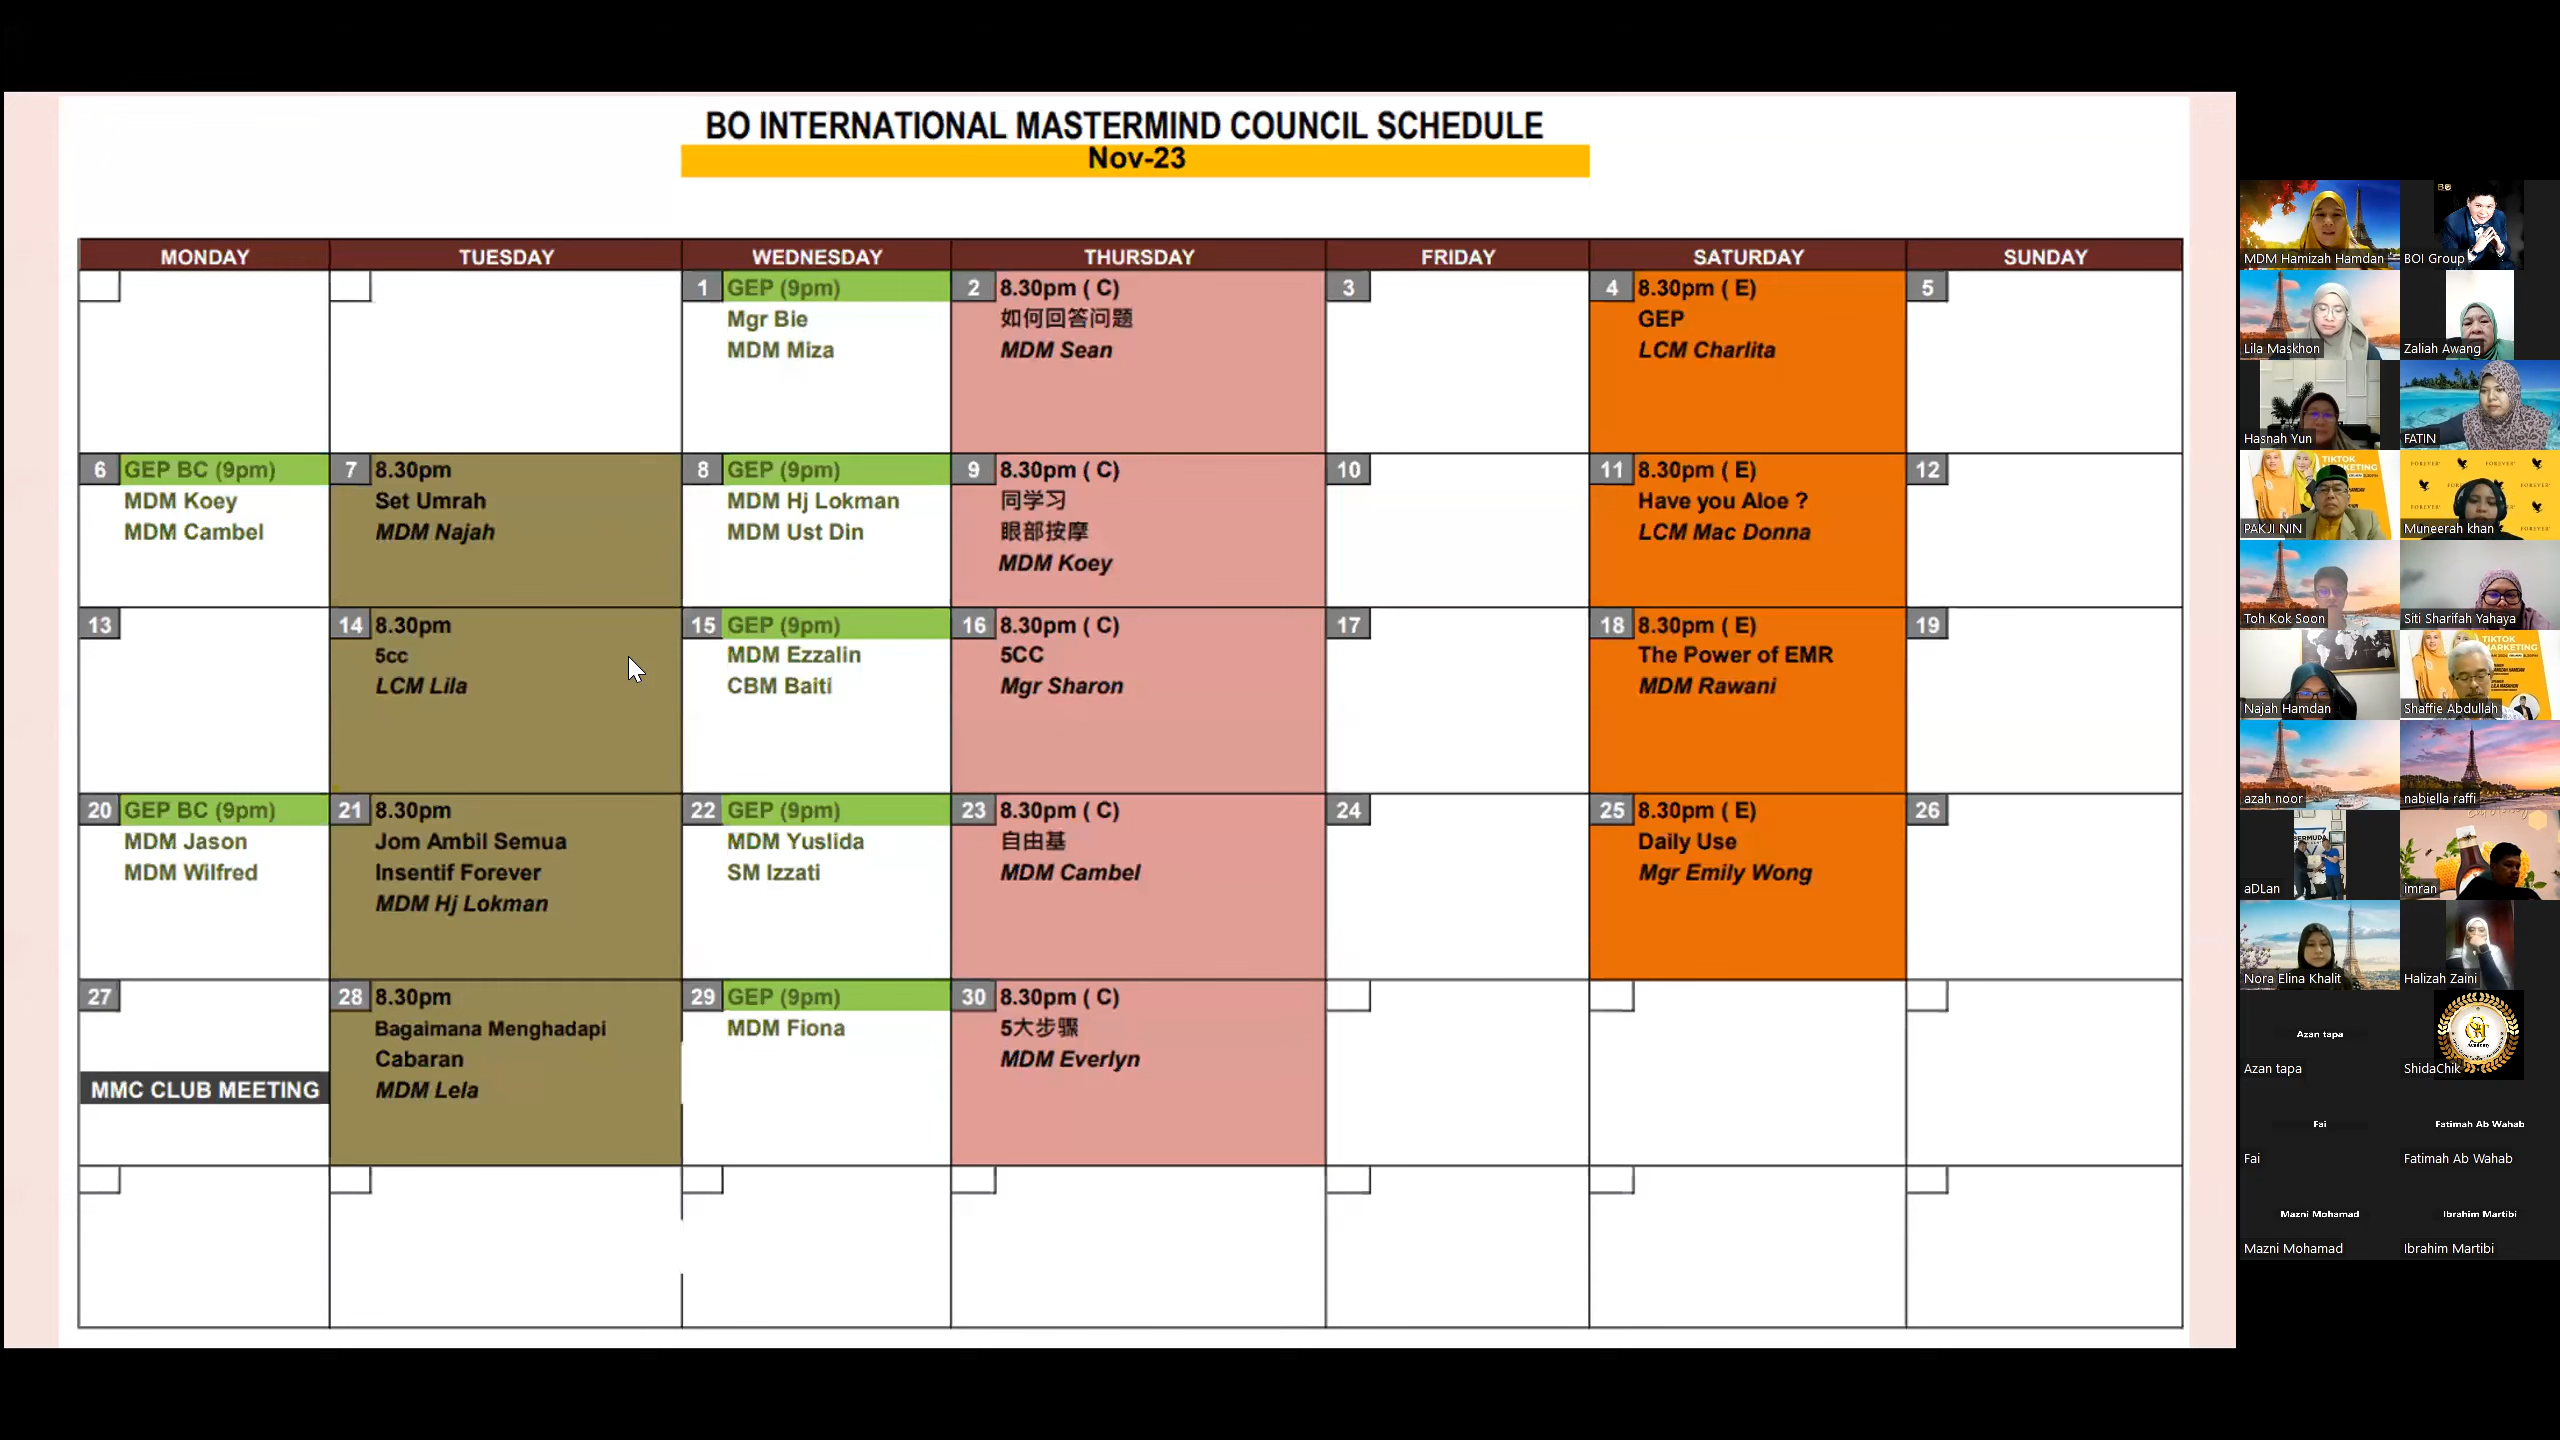 BO INTERNATIONAL MASTERMIND COUNCIL SCHEDULE
Nov-23
MONDAY TUESDAY WEDNESDAY THURSDAY FRIDAY SATURDAY SUNDAY
1 GEP (9pm)
Mgr Bie
MDM Miza
2 8.30pm ( C)
如何回答问题
MDM Sean
3
4 8.30pm ( E)
GEP
LCM Charlita
5
6 GEP BC (9pm)
MDM Koey
MDM Cambel
7 8.30pm
Set Umrah
MDM Najah
8 GEP (9pm)
MDM Hj Lokman
MDM Ust Din
9 8.30pm ( C)
同学习
眼部按摩
MDM Koey
10
11 8.30pm ( E)
Have you Aloe ?
LCM Mac Donna
12
13
14 8.30pm
5cc
LCM Lila
15 GEP (9pm)
MDM Ezzalin
CBM Baiti
16 8.30pm ( C)
5CC
Mgr Sharon
17
18 8.30pm ( E)
The Power of EMR
MDM Rawani
19
20 GEP BC (9pm)
MDM Jason
MDM Wilfred
21 8.30pm
Jom Ambil Semua
Insentif Forever
MDM Hj Lokman
22 GEP (9pm)
MDM Yuslida
SM Izzati
23 8.30pm ( C)
自由基
MDM Cambel
24
25 8.30pm ( E)
Daily Use
Mgr Emily Wong
26
27
MMC CLUB MEETING
28 8.30pm
Bagaimana Menghadapi
Cabaran
MDM Lela
29 GEP (9pm)
MDM Fiona
30 8.30pm ( C)
5大步骤
MDM Everlyn
MDM Hamizah Hamdan
BOI Group
Lila Maskhon
Zaliah Awang
Hasnah Yun
FATIN
TIKTOK
PAKJI NIN
FOREVER
Muneerah khan
Toh Kok Soon
Siti Sharifah Yahaya
Najah Hamdan
TIKTOK
MARKETING
Shaffie Abdullah
azah noor
nabiella raffi
BERMUDA
aDLan
imran
Nora Elina Khalit
Halizah Zaini
Azan tapa
Azan tapa
Academy
ShidaChik
Fai
Fai
Fatimah Ab Wahab
Fatimah Ab Wahab
Mazni Mohamad
Mazni Mohamad
Ibrahim Martibi
Ibrahim Martibi